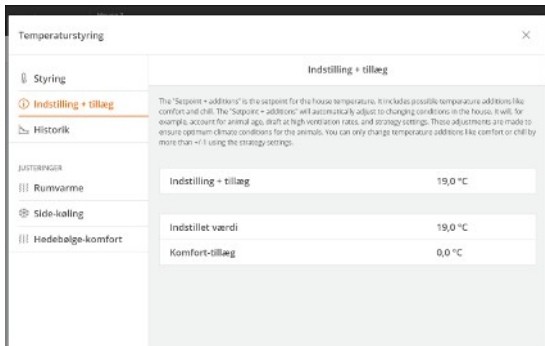 Temperaturstyring
Styring
Indstilling + tillæg
Historik
JUSTERINGER
Rumvarme
Side-køling
Hedebølge-komfort
Indstilling + tillæg
The "Setpoint + additions" is the setpoint for the house temperature. It includes possible temperature additions like
comfort and chill. The "Setpoint + additions" will automatically adjust to changing conditions in the house. It will, for
example, account for animal age, draft at high ventilation rates, and strategy settings. These adjustments are made to
ensure optimum climate conditions for the animals. You can only change temperature additions like comfort or chill by
more than +/-1 using the strategy settings.
Indstilling + tillæg 19,0 °C
Indstillet værdi 19,0 °C
Komfort-tillæg 0,0 °C